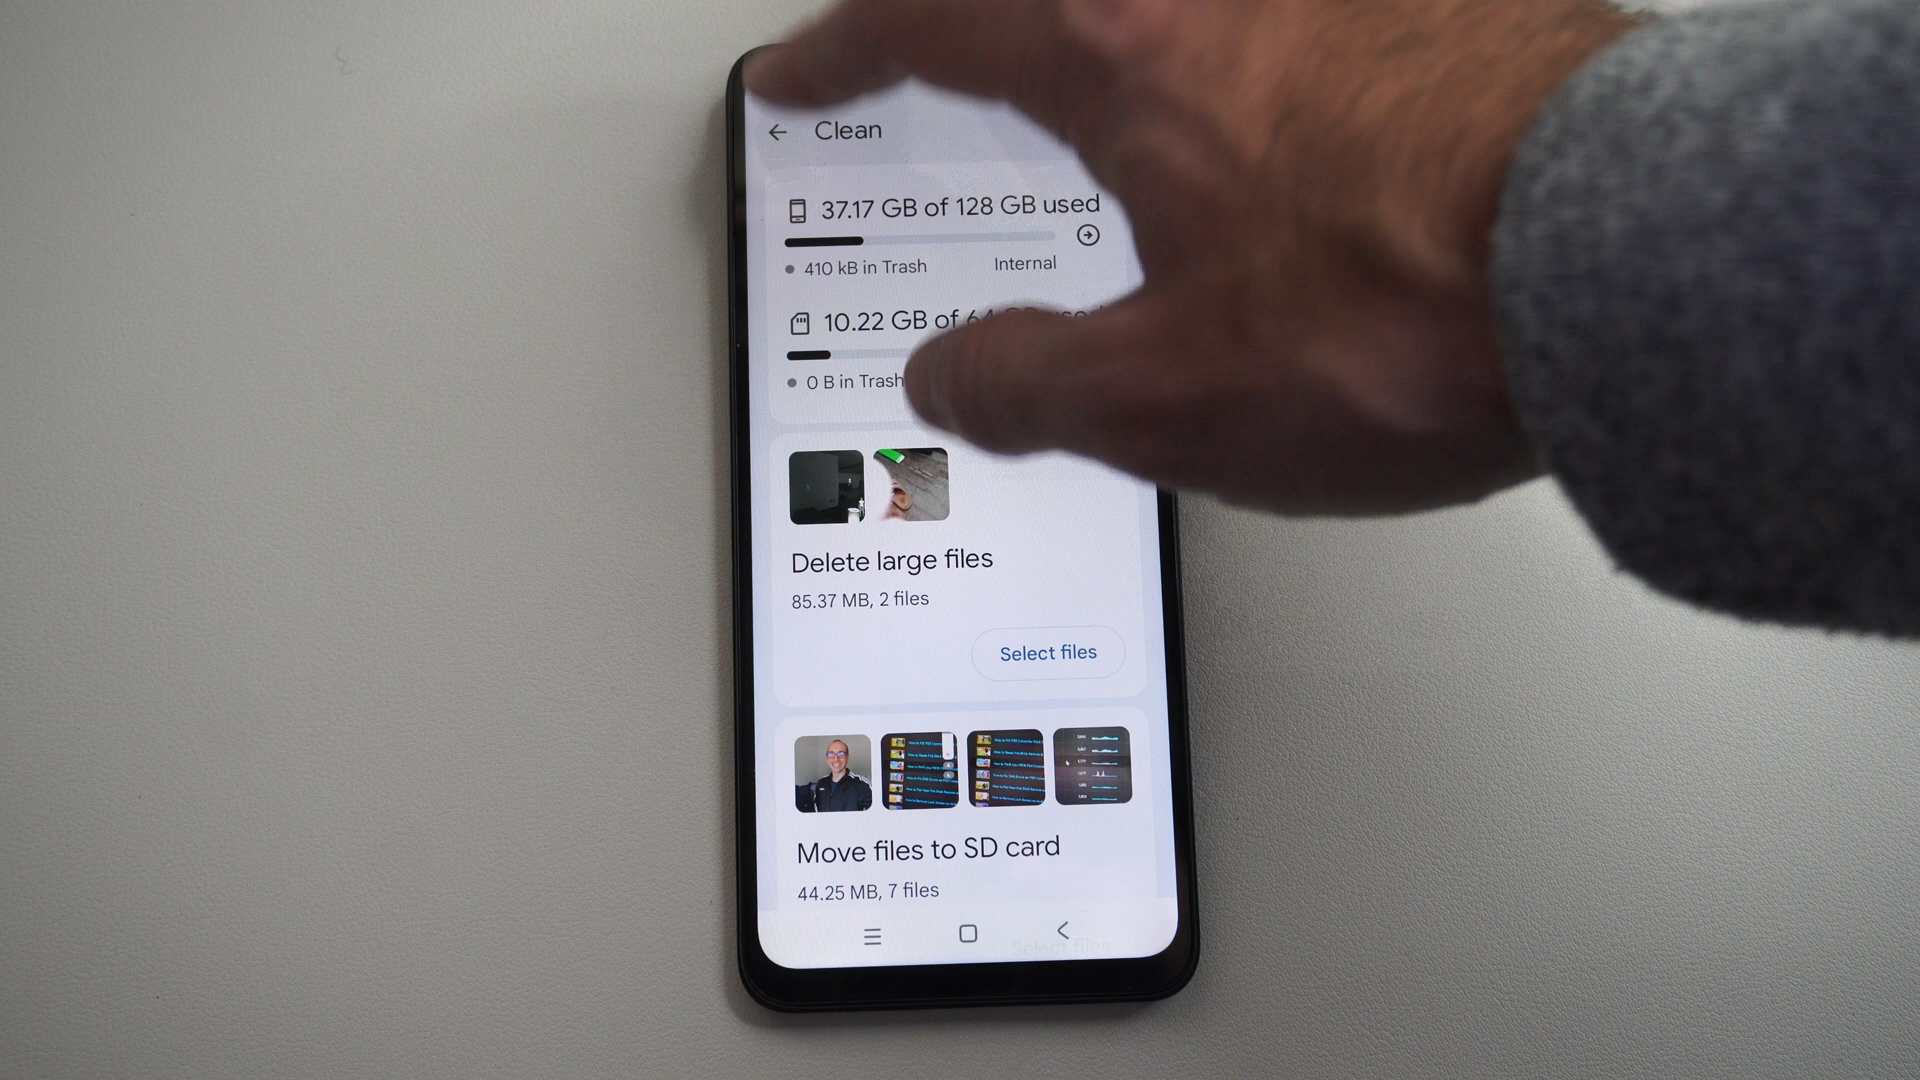 Clean
37.17 GB of 128 GB used
410 kB in Trash
Internal
10.22 GB of 64 GB used
0 B in Trash
Delete large files
85.37 MB, 2 files
Select files
Move files to SD card
44.25 MB, 7 files
Select files